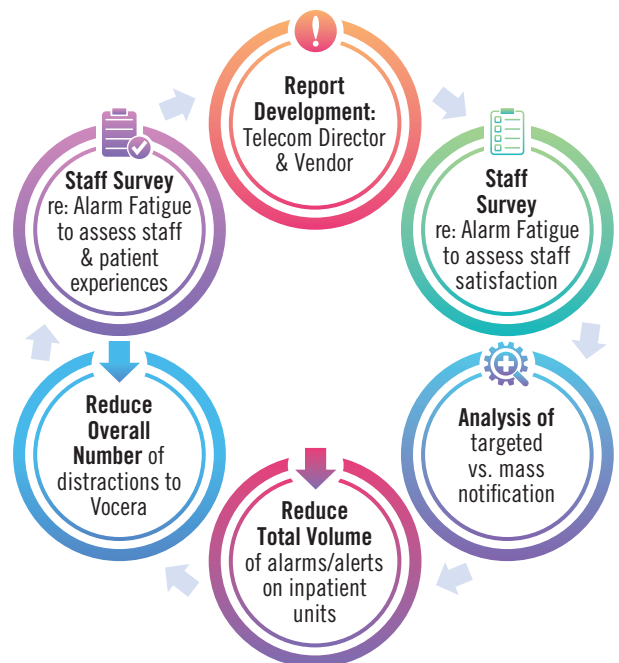 Report
Development:
Telecom Director
& Vendor
Staff
Survey
re: Alarm Fatigue
to assess staff
satisfaction
Analysis of
targeted
vs. mass
notification
Reduce
Total Volume
of alarms/alerts
on inpatient
units
Reduce
Overall
Number of
distractions to
Vocera
Staff Survey
re: Alarm Fatigue
to assess staff
& patient
experiences